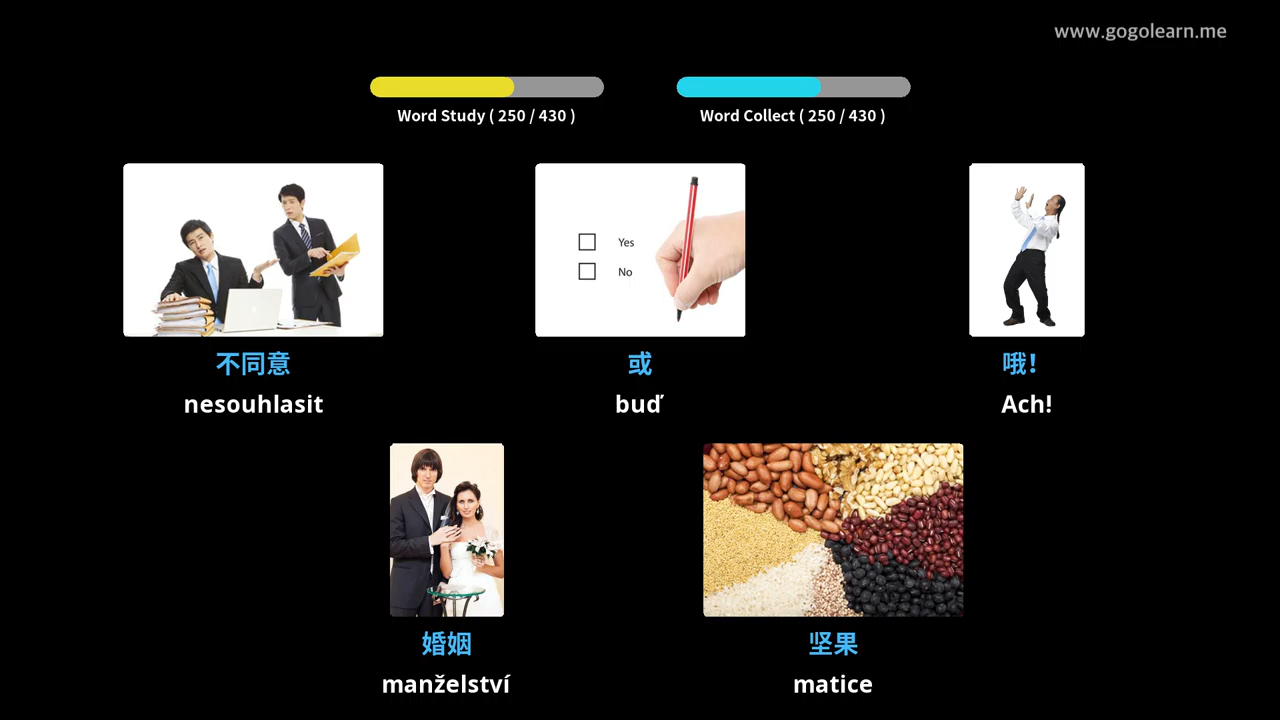 www.gogolearn.me
Word Study ( 250 / 430 )
Word Collect ( 250 / 430 )
Yes
No
不同意
或
哦！
nesouhlasit
buď
Ach!
婚姻
坚果
manželství
matice